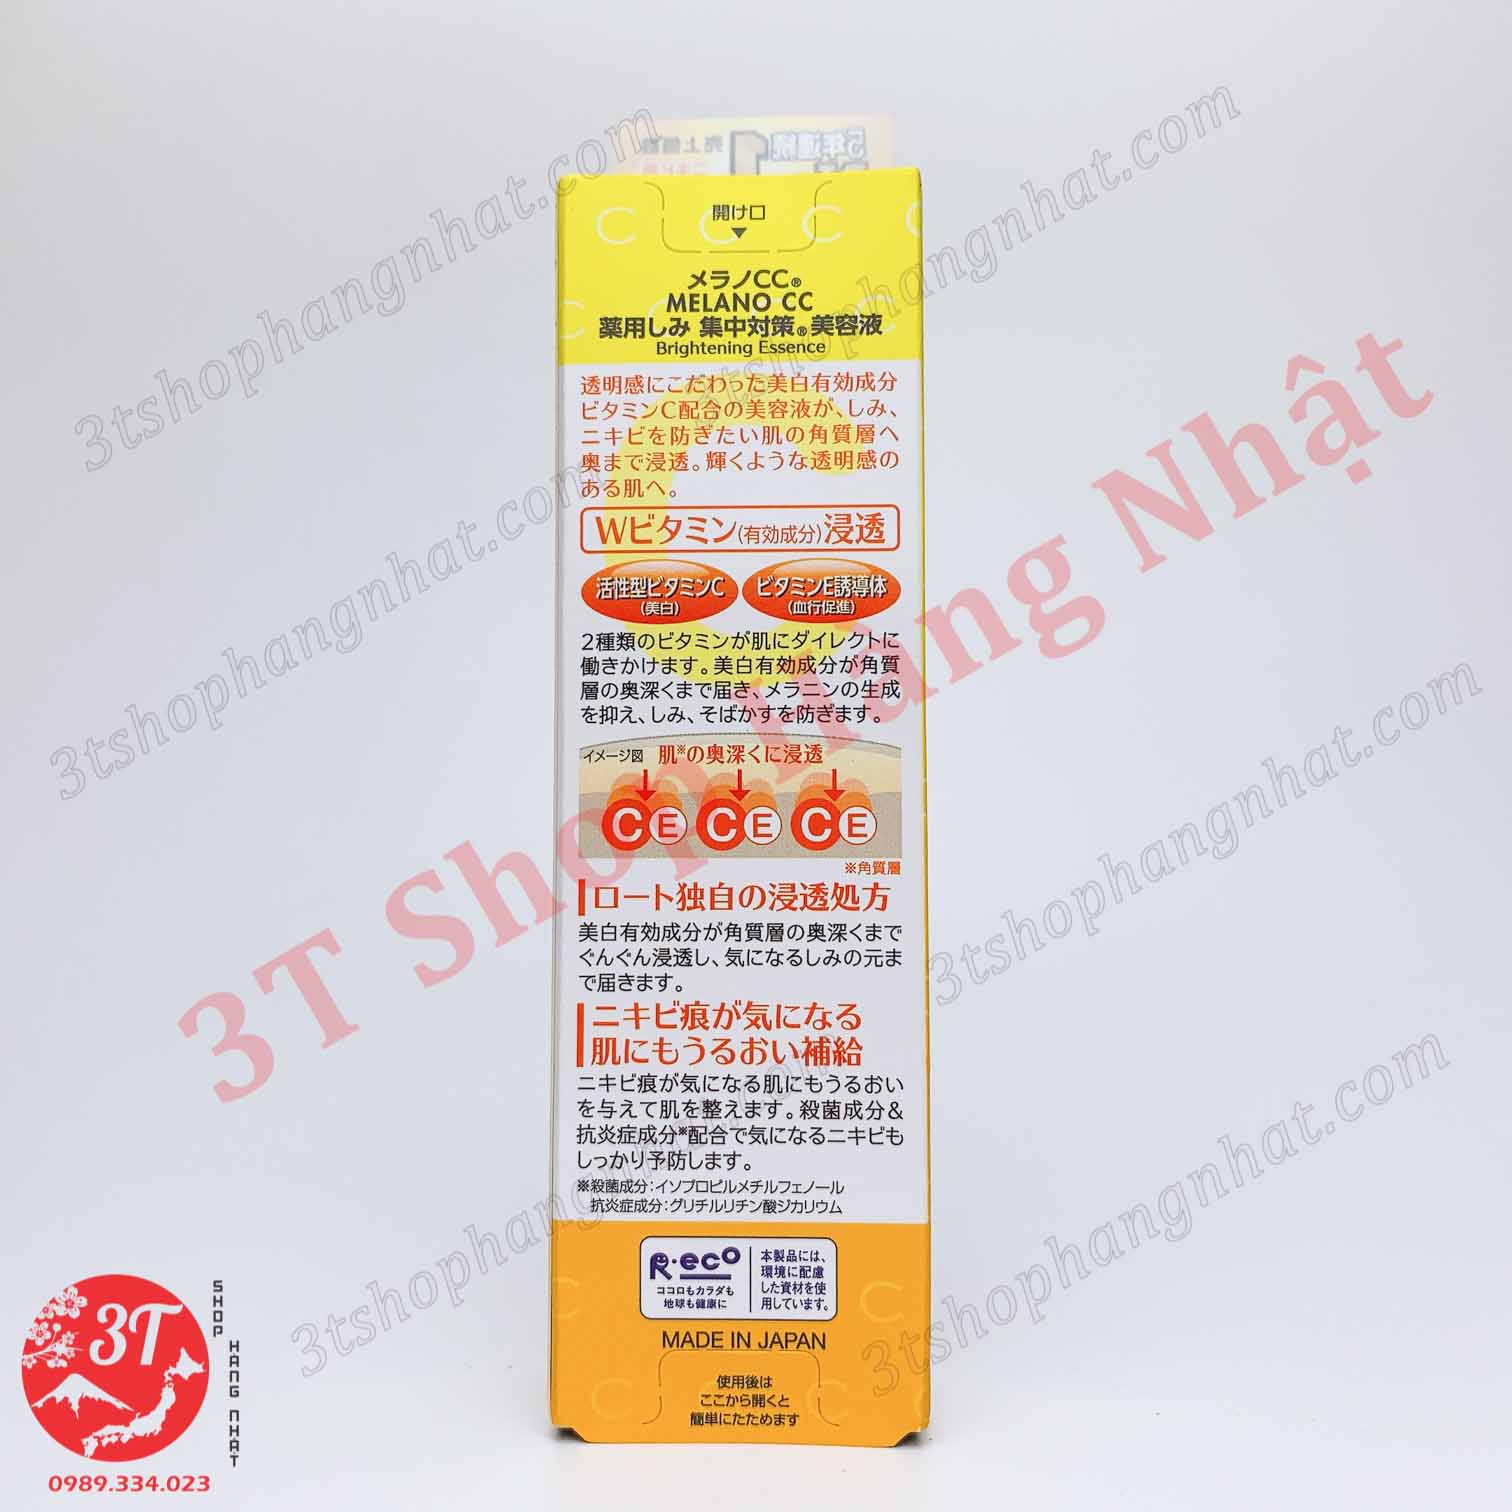 5年連続
売上個数
1
開け口
メラノCC®
MELANO CC
薬用しみ 集中対策®美容液
Brightening Essence
透明感にこだわった美白有効成分
ビタミンC配合の美容液が、しみ、
ニキビを防ぎたい肌の角質層へ
奥まで浸透。輝くような透明感の
ある肌へ。
Wビタミン(有効成分)浸透
活性型ビタミンC ビタミンE誘導体
(美白) (血行促進)
2種類のビタミンが肌にダイレクトに
働きかけます。美白有効成分が角質
層の奥深くまで届き、メラニンの生成
を抑え、しみ、そばかすを防ぎます。
イメージ図 肌※の奥深くに浸透
C E C E C E
※角質層
ロート独自の浸透処方
美白有効成分が角質層の奥深くまで
ぐんぐん浸透し、気になるしみの元ま
で届きます。
ニキビ痕が気になる
肌にもうるおい補給
ニキビ痕が気になる肌にもうるおい
を与えて肌を整えます。殺菌成分&
抗炎症成分※配合で気になるニキビも
しっかり予防します。
※殺菌成分:イソプロピルメチルフェノール
抗炎症成分:グリチルリチン酸ジカリウム
R·eco
ココロもカラダも
地球も健康に
本製品には、
環境に配慮
した資材を使
用しています。
MADE IN JAPAN
使用後は
ここから開くと
簡単にたためます
3T Shop Hàng Nhật
3tshophangnhat.com
3tshophangnhat.com
3tshophangnhat.com
3tshophangnhat.com
3tshophangnhat.com
3tshophangnhat.com
3T
SHOP HÀNG NHẬT
0989.334.023